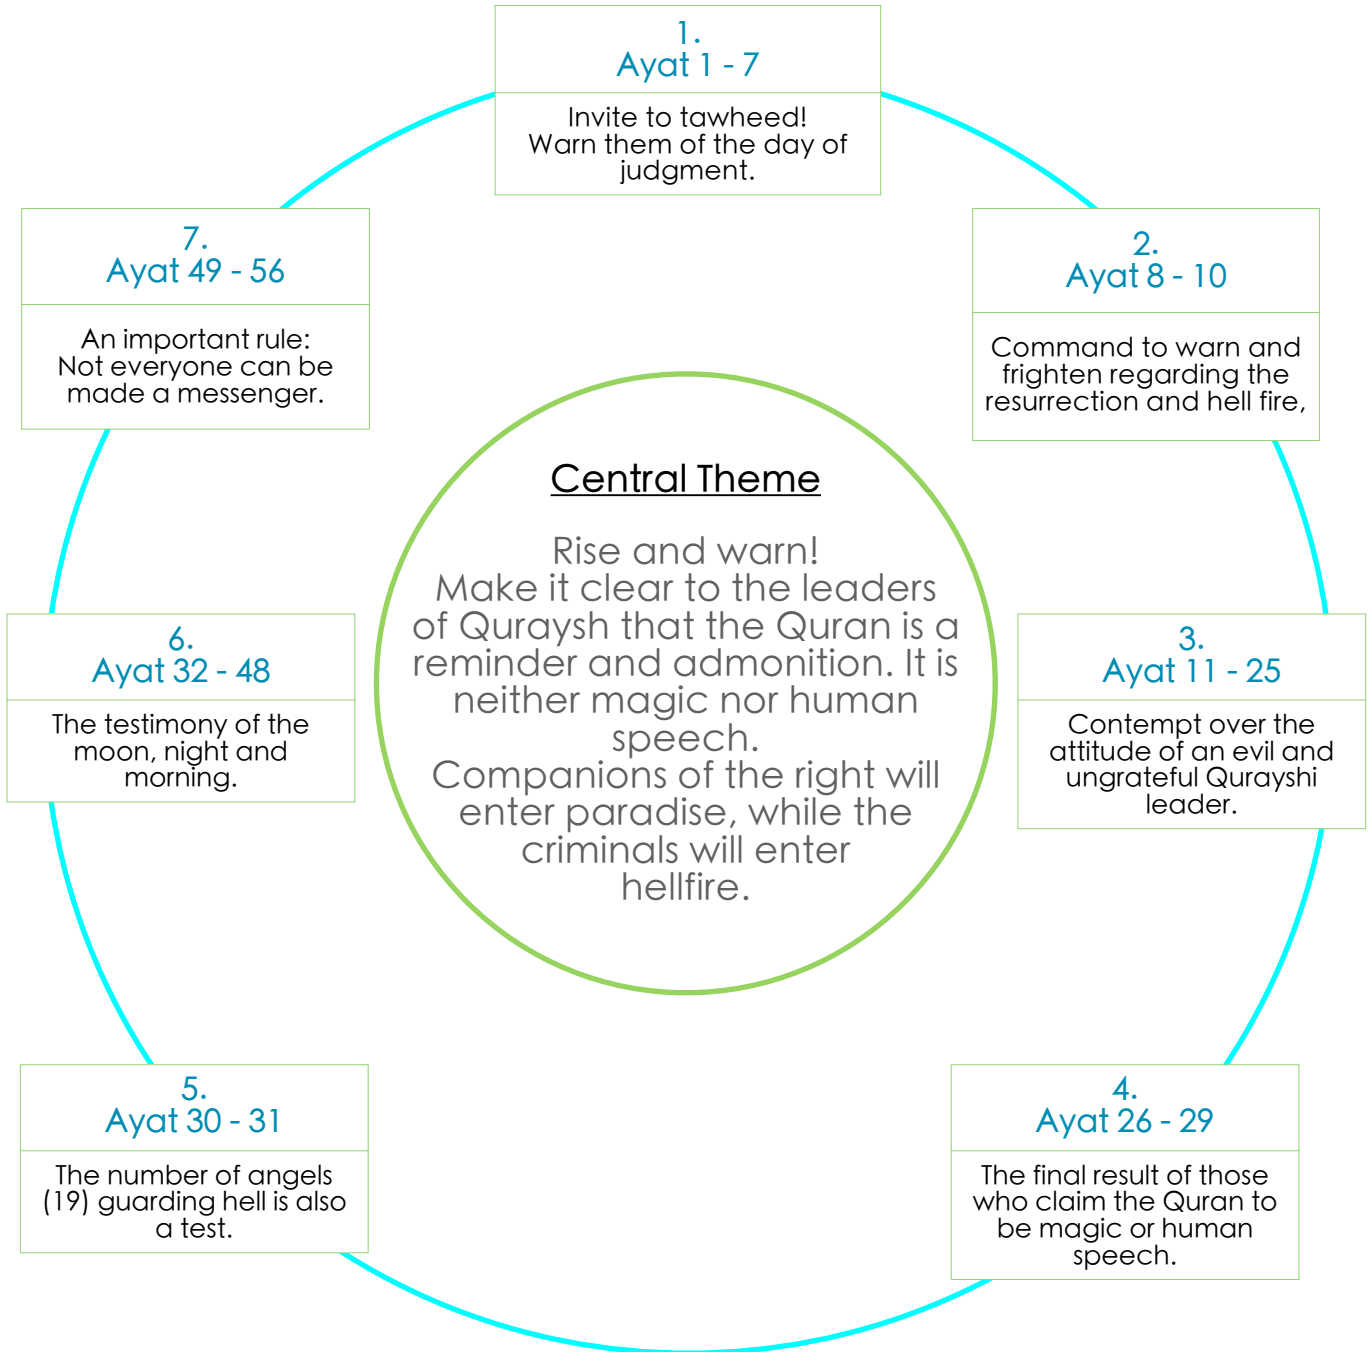 1.
Ayat 1 - 7
Invite to tawheed!
Warn them of the day of
judgment.
2.
Ayat 8 - 10
Command to warn and
frighten regarding the
resurrection and hell fire,
3.
Ayat 11 - 25
Contempt over the
attitude of an evil and
ungrateful Qurayshi
leader.
4.
Ayat 26 - 29
The final result of those
who claim the Quran to
be magic or human
speech.
5.
Ayat 30 - 31
The number of angels
(19) guarding hell is also
a test.
6.
Ayat 32 - 48
The testimony of the
moon, night and
morning.
7.
Ayat 49 - 56
An important rule:
Not everyone can be
made a messenger.
Central Theme
Rise and warn!
Make it clear to the leaders
of Quraysh that the Quran is a
reminder and admonition. It is
neither magic nor human
speech.
Companions of the right will
enter paradise, while the
criminals will enter
hellfire.